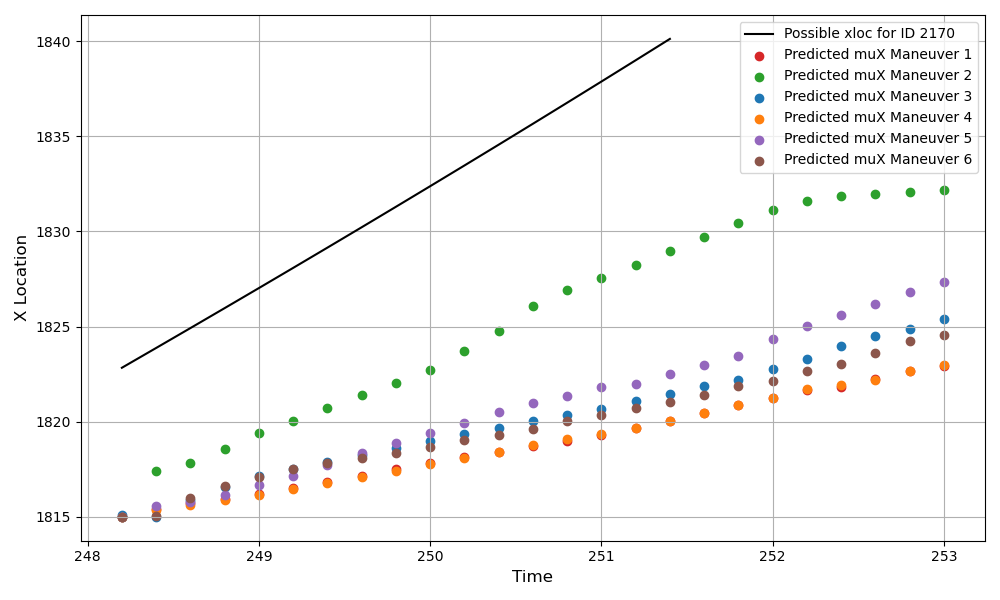 1840
1835
1830
1825
1820
1815
X Location
248
249
250
251
252
253
Time
Possible xloc for ID 2170
Predicted muX Maneuver 1
Predicted muX Maneuver 2
Predicted muX Maneuver 3
Predicted muX Maneuver 4
Predicted muX Maneuver 5
Predicted muX Maneuver 6